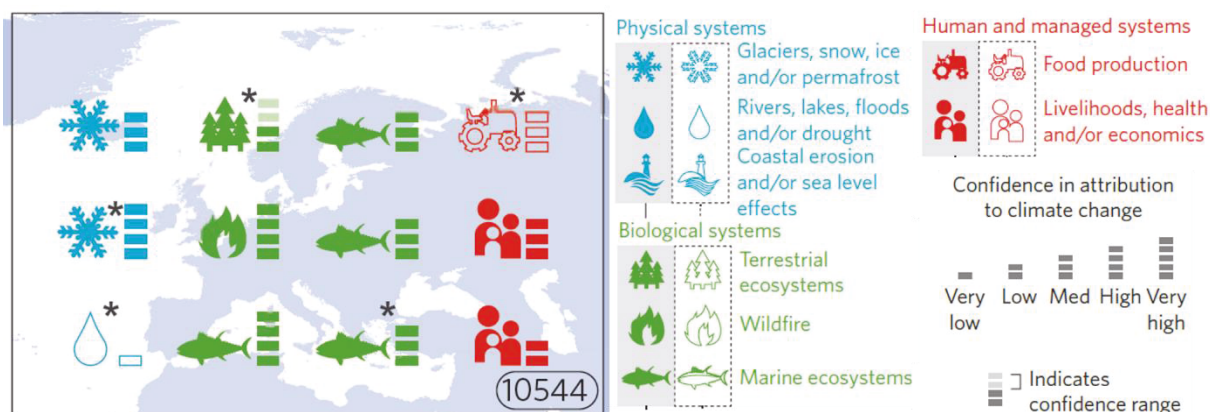 *
*
*
*
*
10544
Physical systems
Glaciers, snow, ice
and/or permafrost
Rivers, lakes, floods
and/or drought
Coastal erosion
and/or sea level
effects
Biological systems
Terrestrial
ecosystems
Wildfire
Marine ecosystems
Human and managed systems
Food production
Livelihoods, health
and/or economics
Confidence in attribution
to climate change
Very low Low Med High Very high
Indicates
confidence range